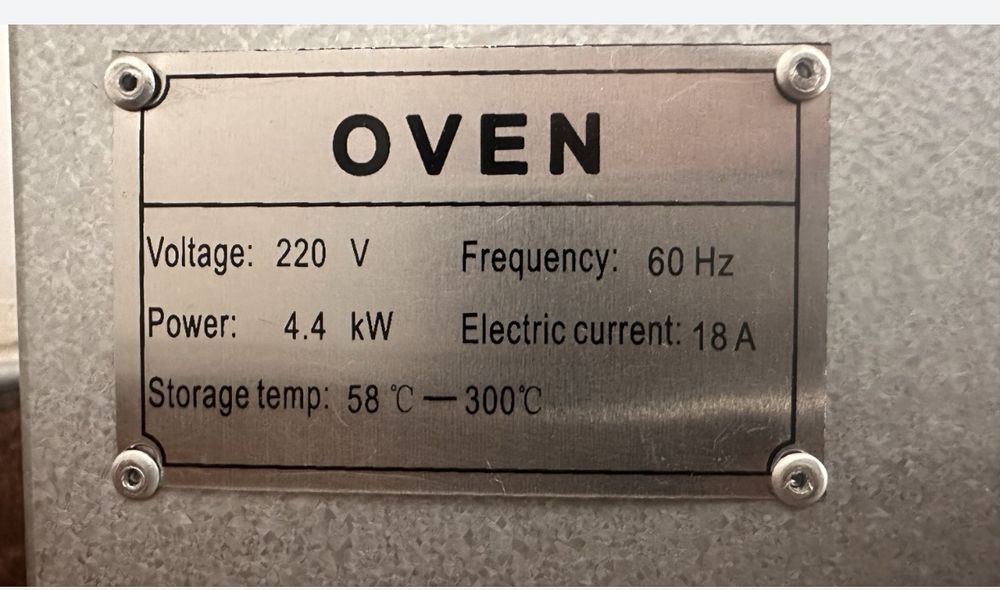 OVEN
Voltage: 220 V Frequency: 60 Hz
Power: 4.4 kW Electric current: 18 A
Storage temp: 58 ℃ — 300℃